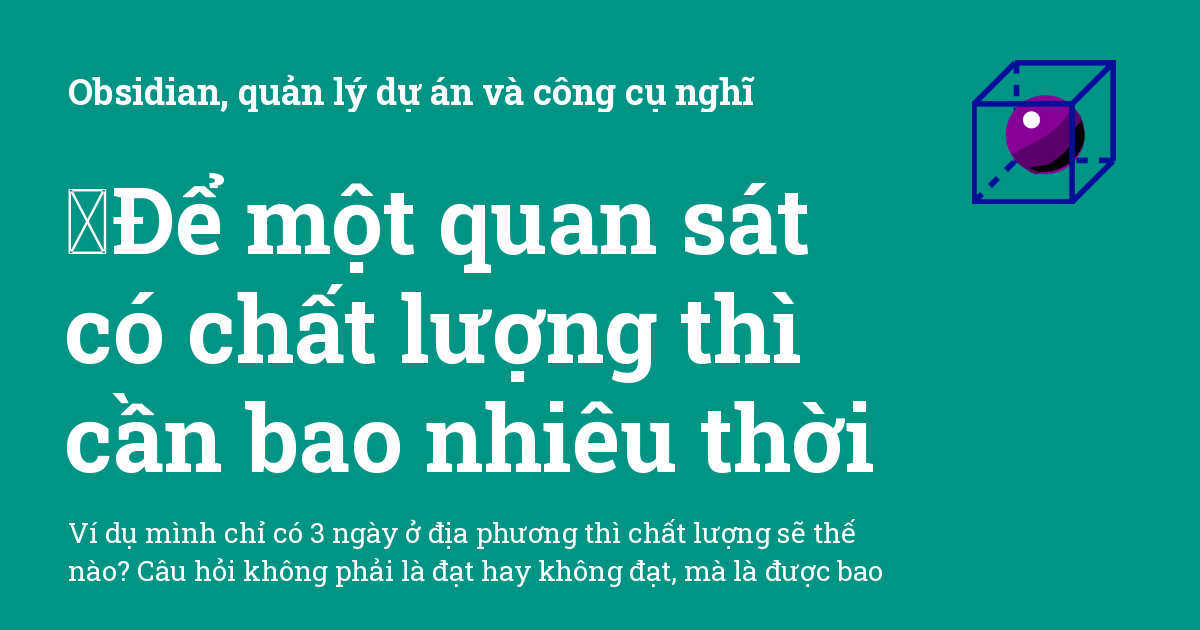 Obsidian, quản lý dự án và công cụ nghĩ
Để một quan sát
có chất lượng thì
cần bao nhiêu thời
Ví dụ mình chỉ có 3 ngày ở địa phương thì chất lượng sẽ thế
nào? Câu hỏi không phải là đạt hay không đạt, mà là được bao